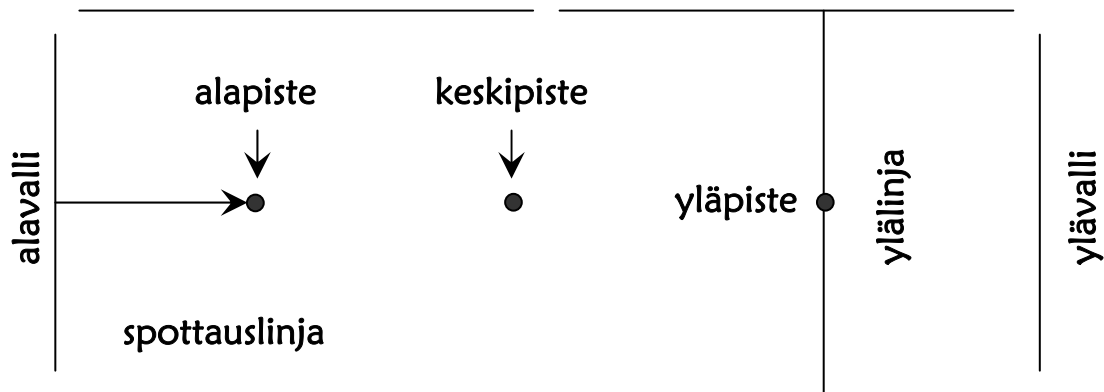 alapiste
keskipiste
alavalli
yläpiste
ylälinja
ylävalli
spottauslinja